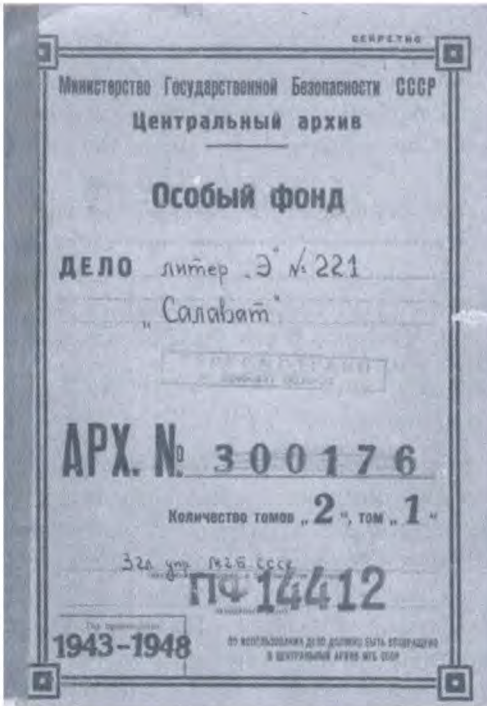 СЕКРЕТНО
Министерство Государственной Безопасности СССР
Центральный архив
Особый фонд
ДЕЛО литер „Э" № 221
„Салават"
АРХ. № 300176
Количество томов „2", том „1"
упр МГБ СССР
ПФ 14412
1943–1948
ПО ИСПОЛЬЗОВАНИИ ДЕЛО ДОЛЖНО БЫТЬ ВОЗВРАЩЕНО
В ЦЕНТРАЛЬНЫЙ АРХИВ МГБ СССР